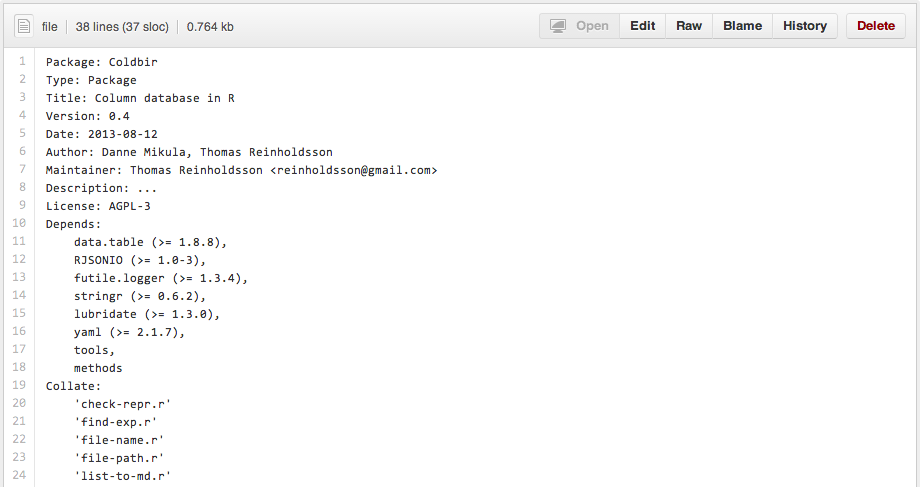 file 38 lines (37 sloc) 0.764 kb Open Edit Raw Blame History Delete
1 Package: Coldbir
2 Type: Package
3 Title: Column database in R
4 Version: 0.4
5 Date: 2013-08-12
6 Author: Danne Mikula, Thomas Reinholdsson
7 Maintainer: Thomas Reinholdsson <reinholdsson@gmail.com>
8 Description: ...
9 License: AGPL-3
10 Depends:
11 data.table (>= 1.8.8),
12 RJSONIO (>= 1.0-3),
13 futile.logger (>= 1.3.4),
14 stringr (>= 0.6.2),
15 lubridate (>= 1.3.0),
16 yaml (>= 2.1.7),
17 tools,
18 methods
19 Collate:
20 'check-repr.r'
21 'find-exp.r'
22 'file-name.r'
23 'file-path.r'
24 'list-to-md.r'